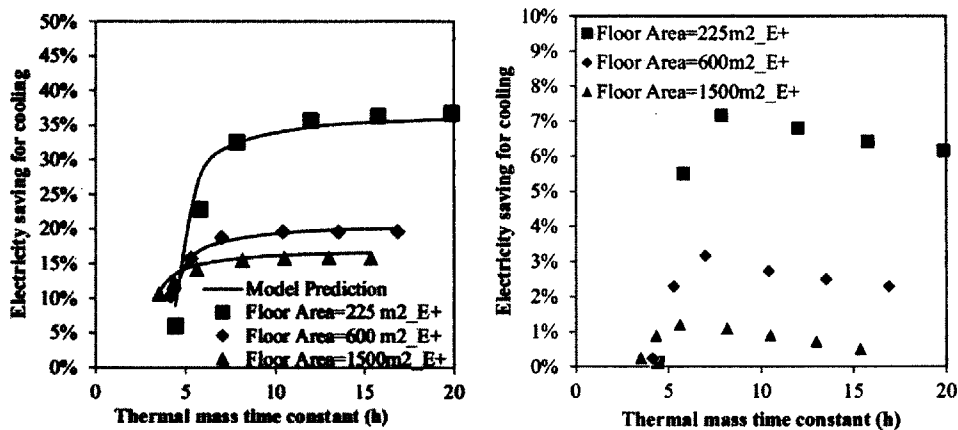 50%
45%
40%
35%
30%
25%
20%
15%
10%
5%
0%
Electricity saving for cooling
Model Prediction
Floor Area=225 m2_E+
Floor Area=600 m2_E+
Floor Area=1500m2_E+
0 5 10 15 20
Thermal mass time constant (h)
10%
9%
8%
7%
6%
5%
4%
3%
2%
1%
0%
Electricity saving for cooling
Floor Area=225m2_E+
Floor Area=600m2_E+
Floor Area=1500m2_E+
0 5 10 15 20
Thermal mass time constant (h)